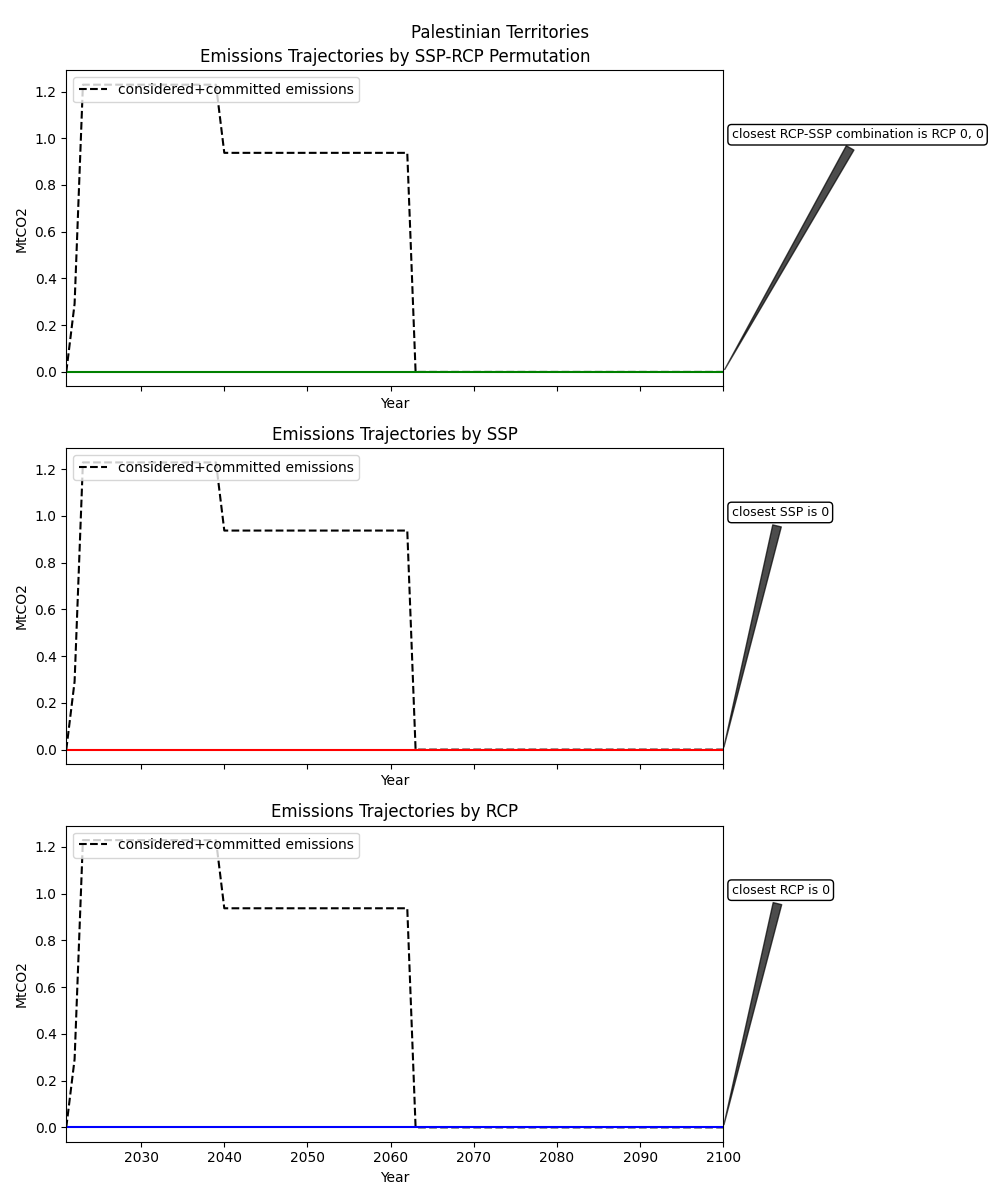 Palestinian Territories
Emissions Trajectories by SSP-RCP Permutation
considered+committed emissions
closest RCP-SSP combination is RCP 0, 0
MtCO2
1.2
1.0
0.8
0.6
0.4
0.2
0.0
Year
Emissions Trajectories by SSP
considered+committed emissions
closest SSP is 0
MtCO2
1.2
1.0
0.8
0.6
0.4
0.2
0.0
Year
Emissions Trajectories by RCP
considered+committed emissions
closest RCP is 0
MtCO2
1.2
1.0
0.8
0.6
0.4
0.2
0.0
2030 2040 2050 2060 2070 2080 2090 2100
Year